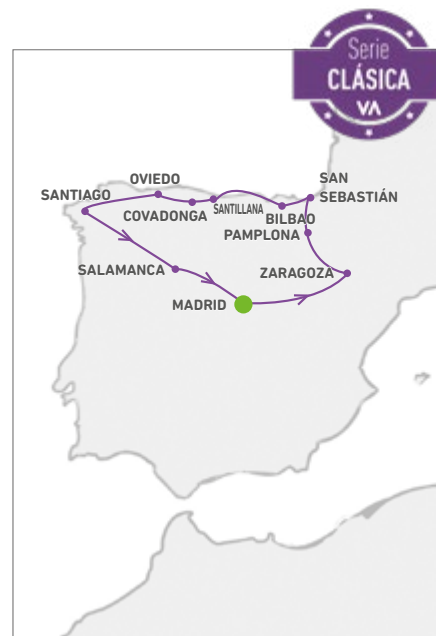 Serie
CLÁSICA
VA
OVIEDO
SAN
SEBASTIÁN
SANTIAGO
COVADONGA
SANTILLANA
BILBAO
PAMPLONA
SALAMANCA
ZARAGOZA
MADRID